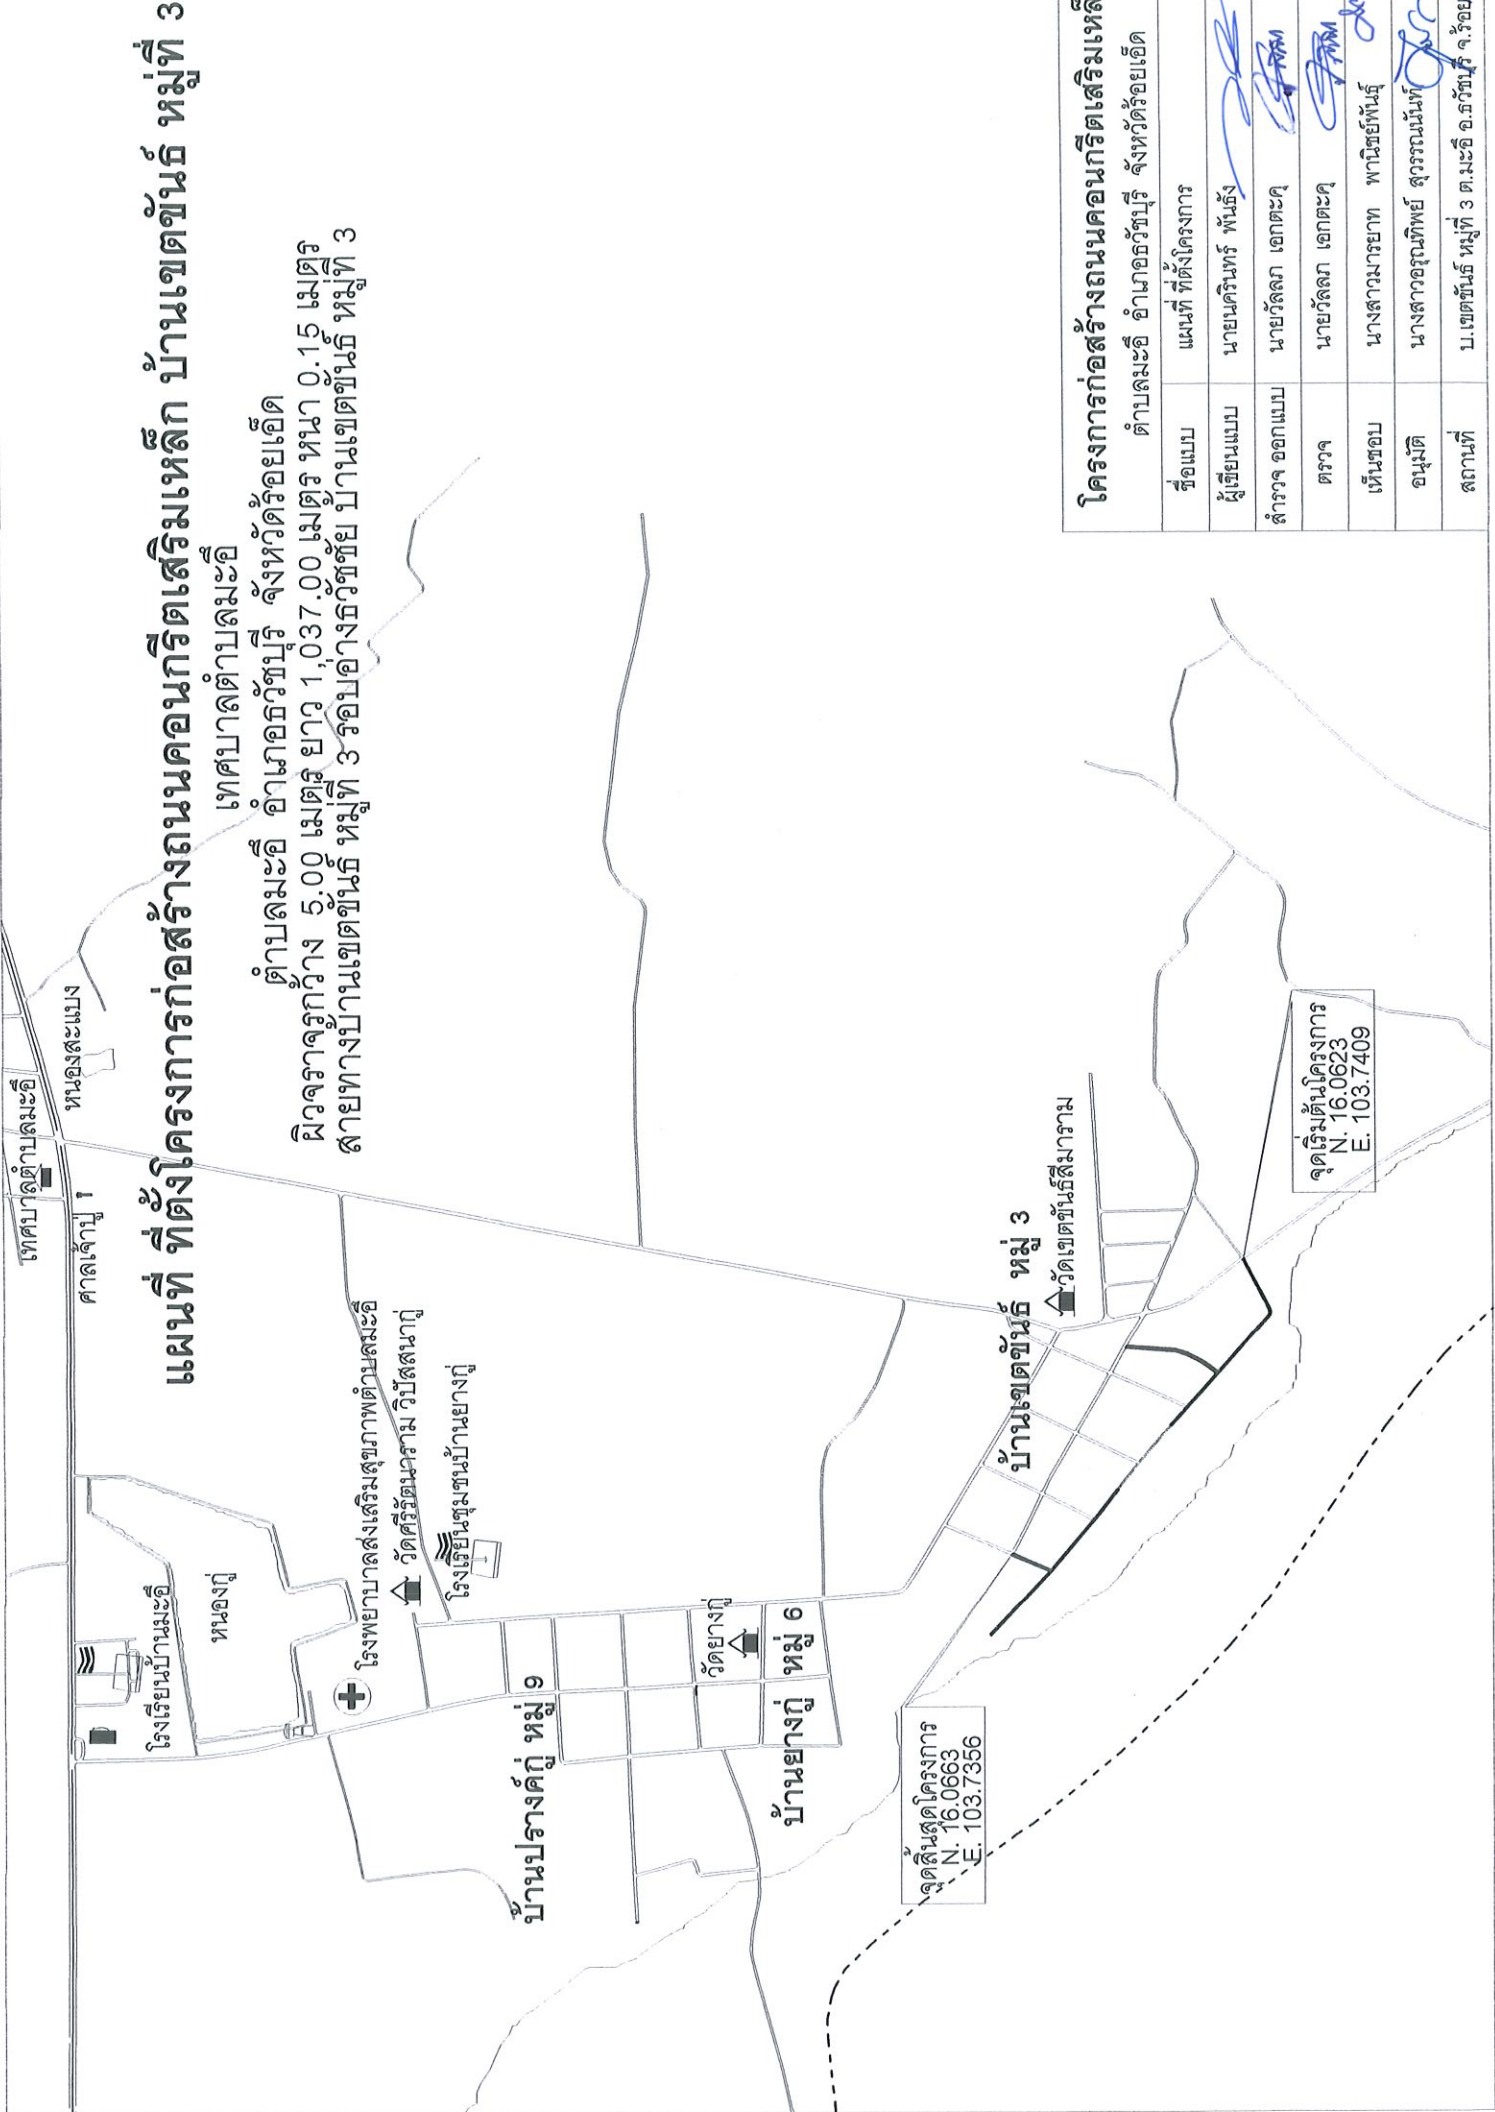 แผนที่ ที่ตั้งโครงการก่อสร้างถนนคอนกรีตเสริมเหล็ก บ้านเขตขันธ์ หมู่ที่ 3
เทศบาลตำบลมะอึ
ตำบลมะอึ อำเภอธวัชบุรี จังหวัดร้อยเอ็ด
ผิวจราจรกว้าง 5.00 เมตร ยาว 1,037.00 เมตร หนา 0.15 เมตร
สายทางบ้านเขตขันธ์ หมู่ที่ 3 รอบอ่างธวัชชัย บ้านเขตขันธ์ หมู่ที่ 3
เทศบาลตำบลมะอึ
หนองสะแบง
ศาลเจ้าปู่
โรงเรียนบ้านมะอึ
หนองกู่
โรงพยาบาลส่งเสริมสุขภาพตำบลมะอึ
วัดศรีรัตนาราม วิปัสสนากู่
โรงเรียนชุมชนบ้านยางกู่
บ้านปรางค์กู่ หมู่ 9
วัดยางกู่
บ้านยางกู่ หมู่ 6
บ้านเขตขันธ์ หมู่ 3
วัดเขตขันธ์สีมาราม
จุดสิ้นสุดโครงการ
N. 16.0663
E. 103.7356
จุดเริ่มต้นโครงการ
N. 16.0623
E. 103.7409
โครงการก่อสร้างถนนคอนกรีตเสริมเหล็
ตำบลมะอึ อำเภอธวัชบุรี จังหวัดร้อยเอ็ด
ชื่อแบบ แผนที่ ที่ตั้งโครงการ
ผู้เขียนแบบ นายนครินทร์ พันธัง
สำรวจ ออกแบบ นายวัลลภ เอกตะคุ
ตรวจ นายวัลลภ เอกตะคุ
เห็นชอบ นางสาวมารยาท พานิชย์พันธุ์
อนุมัติ นางสาวอรุณทิพย์ สุวรรณนันท์
สถานที่ บ.เขตขันธ์ หมู่ที่ 3 ต.มะอึ อ.ธวัชบุรี จ.ร้อย